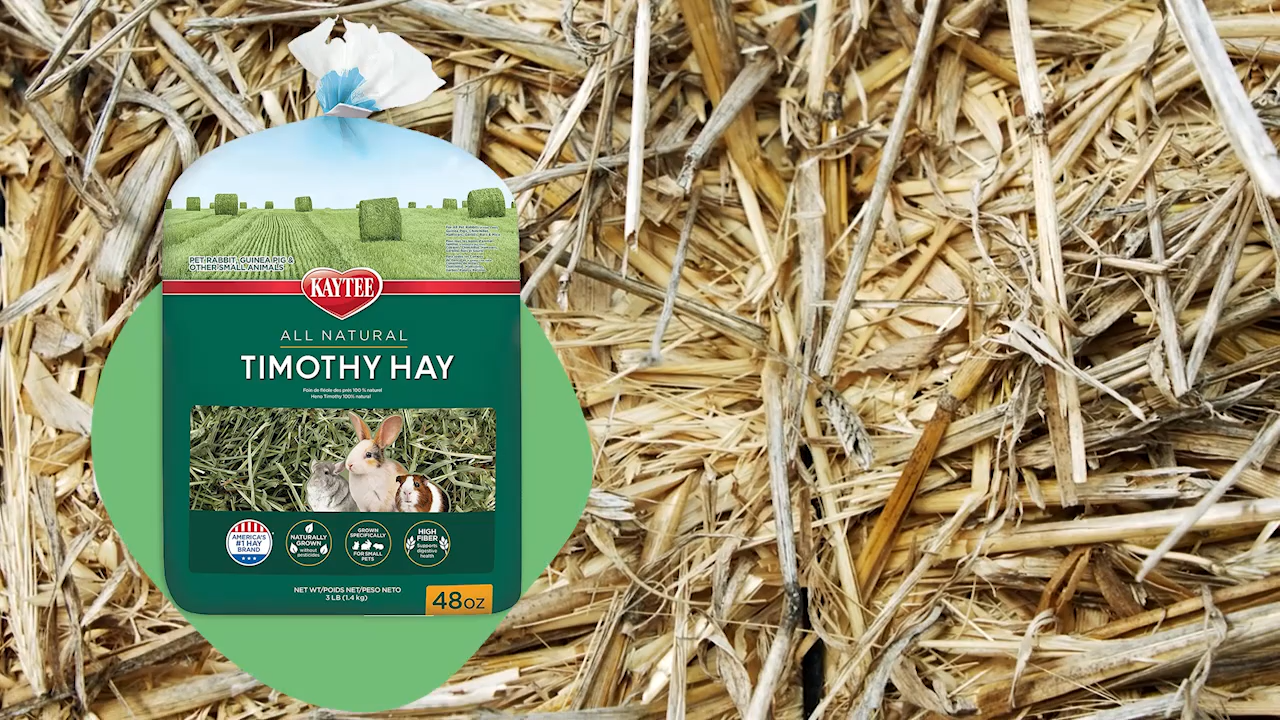 PET RABBIT, GUINEA PIG &
OTHER SMALL ANIMALS
KAYTEE
ALL NATURAL
TIMOTHY HAY
Foin de fléole des prés 100 % naturel
Heno Timothy 100% natural
AMERICA'S
#1 HAY
BRAND
NATURALLY
GROWN
without
pesticides
GROWN
SPECIFICALLY
FOR SMALL
PETS
HIGH
FIBER
Supports
digestive
health
NET WT/POIDS NET/PESO NETO
3 LB (1.4 kg)
48oz